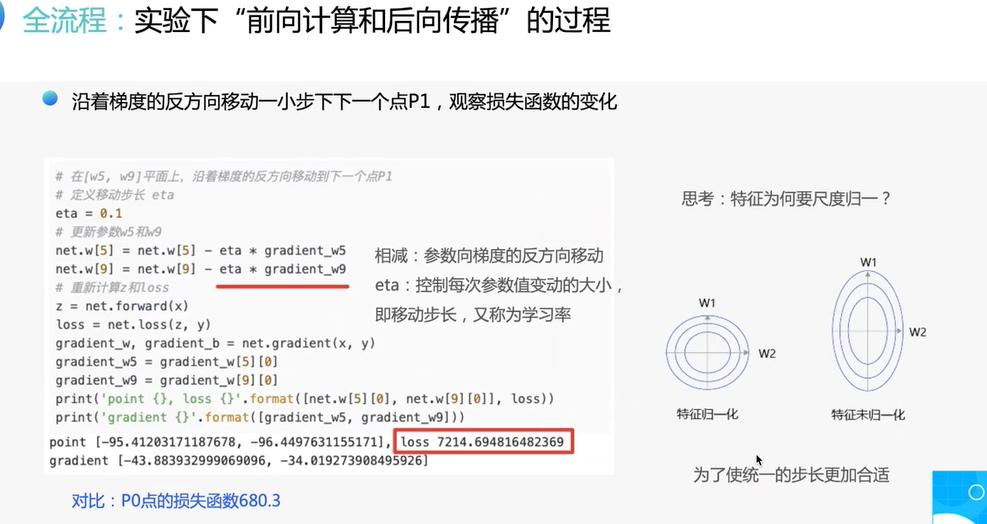 全流程：实验下“前向计算和后向传播”的过程
沿着梯度的反方向移动一小步下下一个点P1，观察损失函数的变化
# 在[w5, w9]平面上，沿着梯度的反方向移动到下一个点P1
# 定义移动步长 eta
eta = 0.1
# 更新参数w5和w9
net.w[5] = net.w[5] - eta * gradient_w5
net.w[9] = net.w[9] - eta * gradient_w9
# 重新计算z和loss
z = net.forward(x)
loss = net.loss(z, y)
gradient_w, gradient_b = net.gradient(x, y)
gradient_w5 = gradient_w[5][0]
gradient_w9 = gradient_w[9][0]
print('point {}, loss {}'.format([net.w[5][0], net.w[9][0]], loss))
print('gradient {}'.format([gradient_w5, gradient_w9]))
point [-95.41203171187678, -96.4497631155171], loss 7214.694816482369
gradient [-43.883932999069096, -34.019273908495926]
相减：参数向梯度的反方向移动
eta：控制每次参数值变动的大小，
即移动步长，又称为学习率
对比：P0点的损失函数680.3
思考：特征为何要尺度归一？
W1
W2
特征归一化
W1
W2
特征未归一化
为了使统一的步长更加合适